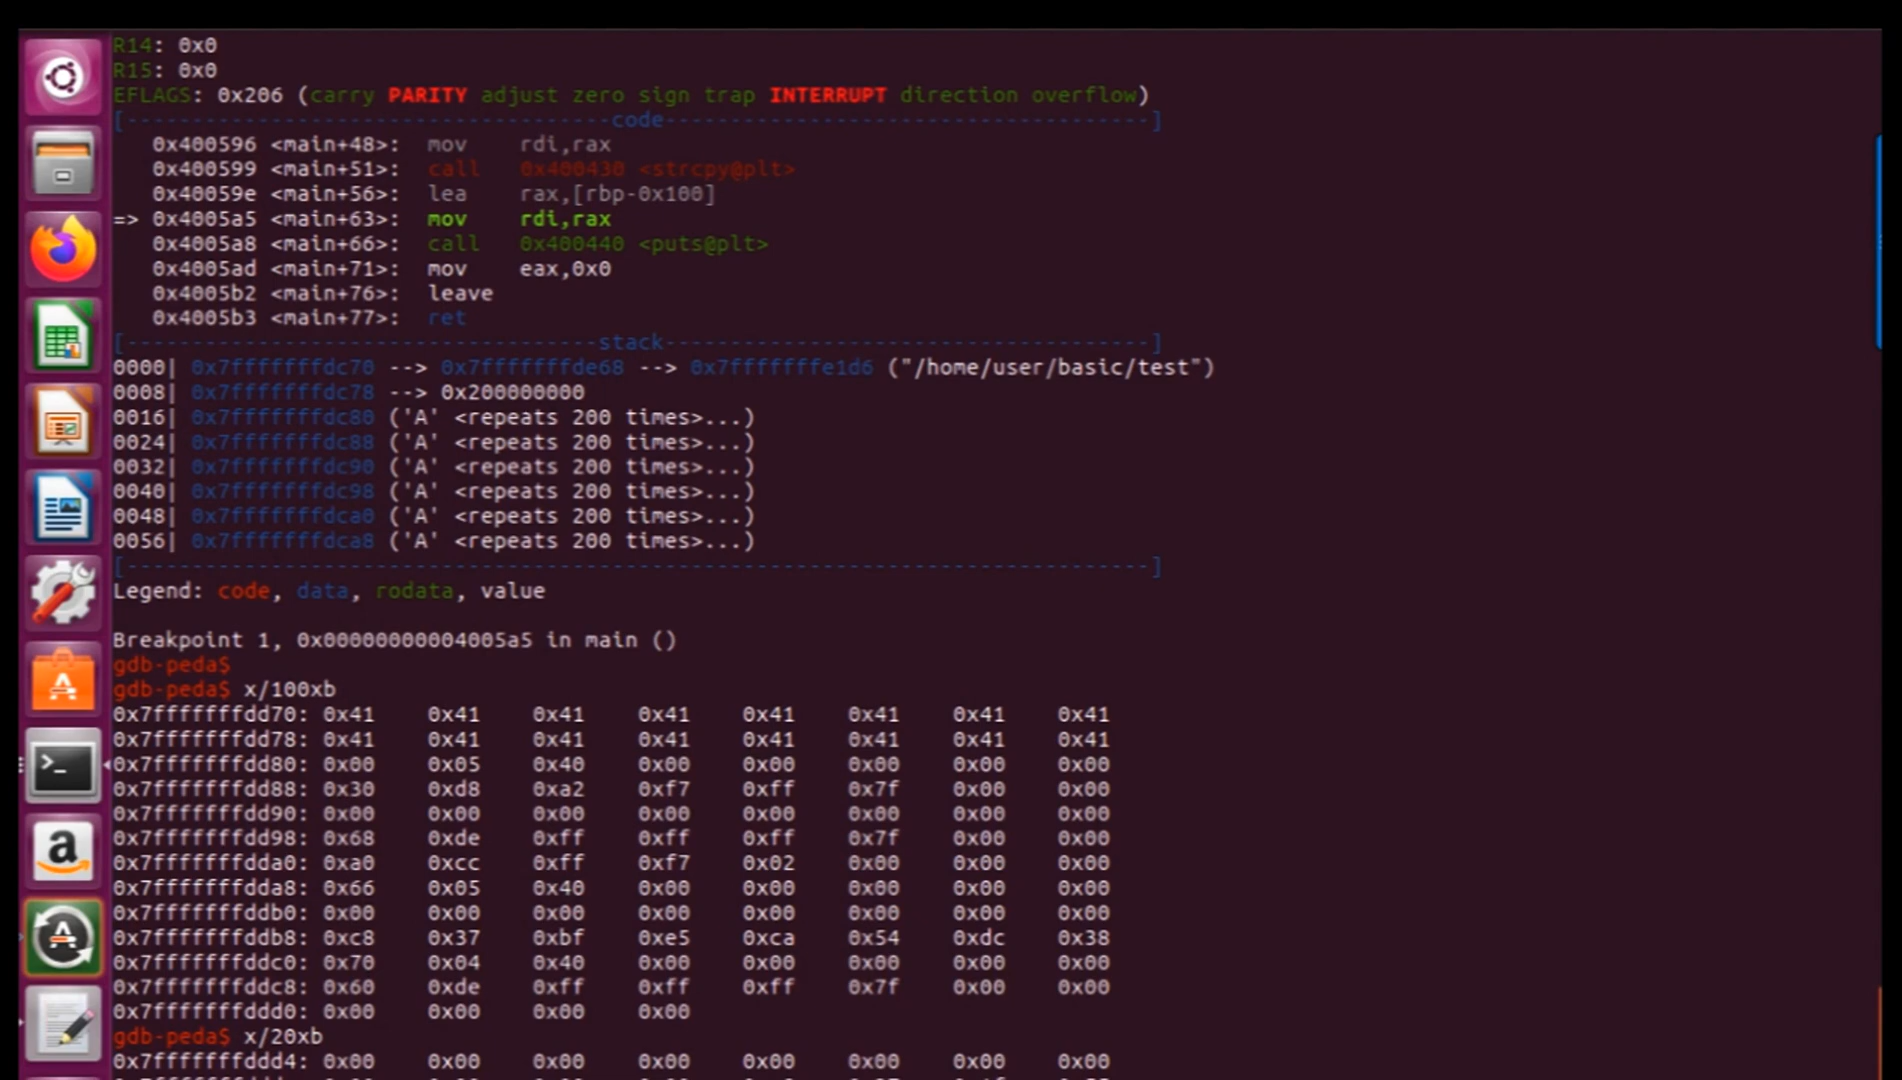 R14: 0x0
R15: 0x0
EFLAGS: 0x206 (carry PARITY adjust zero sign trap INTERRUPT direction overflow)
[-------------------------------------code-------------------------------------]
   0x400596 <main+48>:  mov    rdi,rax
   0x400599 <main+51>:  call   0x400430 <strcpy@plt>
   0x40059e <main+56>:  lea    rax,[rbp-0x100]
=> 0x4005a5 <main+63>:  mov    rdi,rax
   0x4005a8 <main+66>:  call   0x400440 <puts@plt>
   0x4005ad <main+71>:  mov    eax,0x0
   0x4005b2 <main+76>:  leave
   0x4005b3 <main+77>:  ret
[------------------------------------stack-------------------------------------]
0000| 0x7fffffffdc70 --> 0x7fffffffde68 --> 0x7fffffffe1d6 ("/home/user/basic/test")
0008| 0x7fffffffdc78 --> 0x200000000
0016| 0x7fffffffdc80 ('A' <repeats 200 times>...)
0024| 0x7fffffffdc88 ('A' <repeats 200 times>...)
0032| 0x7fffffffdc90 ('A' <repeats 200 times>...)
0040| 0x7fffffffdc98 ('A' <repeats 200 times>...)
0048| 0x7fffffffdca0 ('A' <repeats 200 times>...)
0056| 0x7fffffffdca8 ('A' <repeats 200 times>...)
[------------------------------------------------------------------------------]
Legend: code, data, rodata, value
Breakpoint 1, 0x00000000004005a5 in main ()
gdb-peda$
gdb-peda$ x/100xb
0x7fffffffdd70: 0x41 0x41 0x41 0x41 0x41 0x41 0x41 0x41
0x7fffffffdd78: 0x41 0x41 0x41 0x41 0x41 0x41 0x41 0x41
0x7fffffffdd80: 0x00 0x05 0x40 0x00 0x00 0x00 0x00 0x00
0x7fffffffdd88: 0x30 0xd8 0xa2 0xf7 0xff 0x7f 0x00 0x00
0x7fffffffdd90: 0x00 0x00 0x00 0x00 0x00 0x00 0x00 0x00
0x7fffffffdd98: 0x68 0xde 0xff 0xff 0xff 0x7f 0x00 0x00
0x7fffffffdda0: 0xa0 0xcc 0xff 0xf7 0x02 0x00 0x00 0x00
0x7fffffffdda8: 0x66 0x05 0x40 0x00 0x00 0x00 0x00 0x00
0x7fffffffddb0: 0x00 0x00 0x00 0x00 0x00 0x00 0x00 0x00
0x7fffffffddb8: 0xc8 0x37 0xbf 0xe5 0xca 0x54 0xdc 0x38
0x7fffffffddc0: 0x70 0x04 0x40 0x00 0x00 0x00 0x00 0x00
0x7fffffffddc8: 0x60 0xde 0xff 0xff 0xff 0x7f 0x00 0x00
0x7fffffffddd0: 0x00 0x00 0x00 0x00
gdb-peda$ x/20xb
0x7fffffffddd4: 0x00 0x00 0x00 0x00 0x00 0x00 0x00 0x00